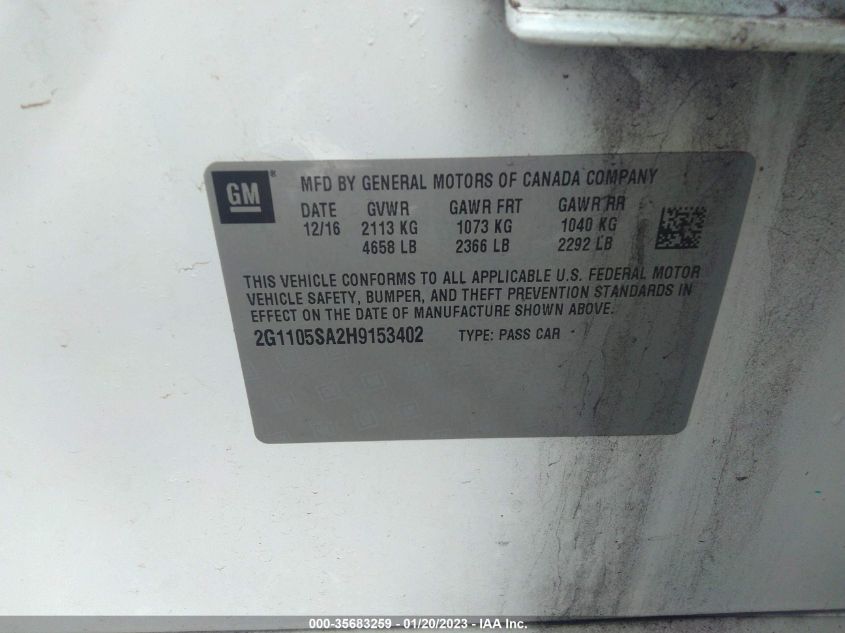 GM®
MFD BY GENERAL MOTORS OF CANADA COMPANY
DATE GVWR GAWR FRT GAWR RR
12/16 2113 KG 1073 KG 1040 KG
4658 LB 2366 LB 2292 LB
THIS VEHICLE CONFORMS TO ALL APPLICABLE U.S. FEDERAL MOTOR
VEHICLE SAFETY, BUMPER, AND THEFT PREVENTION STANDARDS IN
EFFECT ON THE DATE OF MANUFACTURE SHOWN ABOVE.
2G1105SA2H9153402 TYPE: PASS CAR
000-35683259 - 01/20/2023 - IAA Inc.